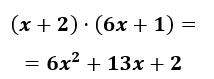 (x + 2) · (6x + 1) =
= 6x² + 13x + 2